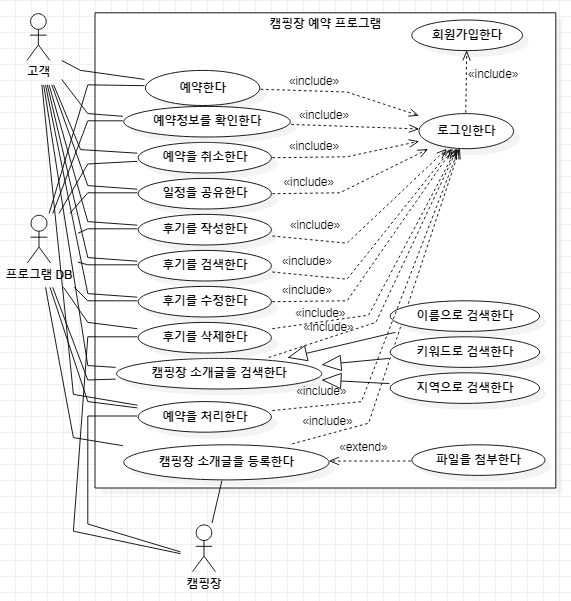 캠핑장 예약 프로그램
회원가입한다
고객
«include»
예약한다
«include»
«include»
예약정보를 확인한다
로그인한다
«include»
예약을 취소한다
«include»
일정을 공유한다
후기를 작성한다
«include»
프로그램 DB
후기를 검색한다
«include»
후기를 수정한다
«include»
«include»
이름으로 검색한다
«include»
후기를 삭제한다
키워드로 검색한다
캠핑장 소개글을 검색한다
지역으로 검색한다
«include»
예약을 처리한다
«include»
«extend»
캠핑장 소개글을 등록한다
파일을 첨부한다
캠핑장